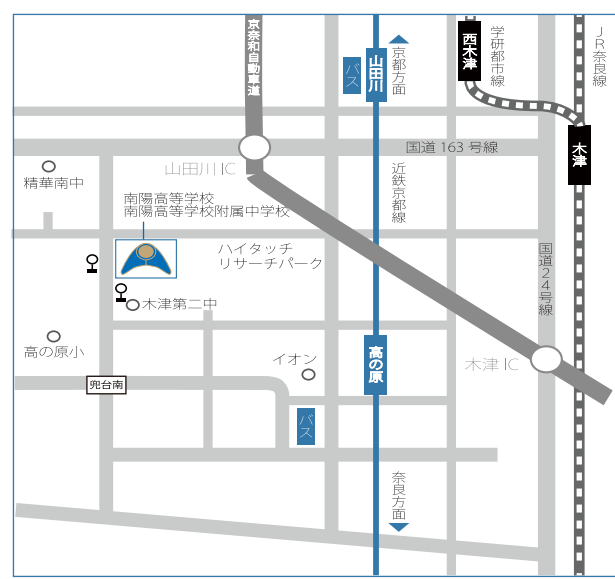 京奈和自動車道
バス
山田川
京都方面
西木津
学研都市線
JR奈良線
木津
国道163号線
山田川IC
精華南中
南陽高等学校
南陽高等学校附属中学校
近鉄京都線
ハイタッチ
リサーチパーク
国道24号線
木津第二中
高の原小
イオン
高の原
木津IC
兜台南
バス
奈良方面